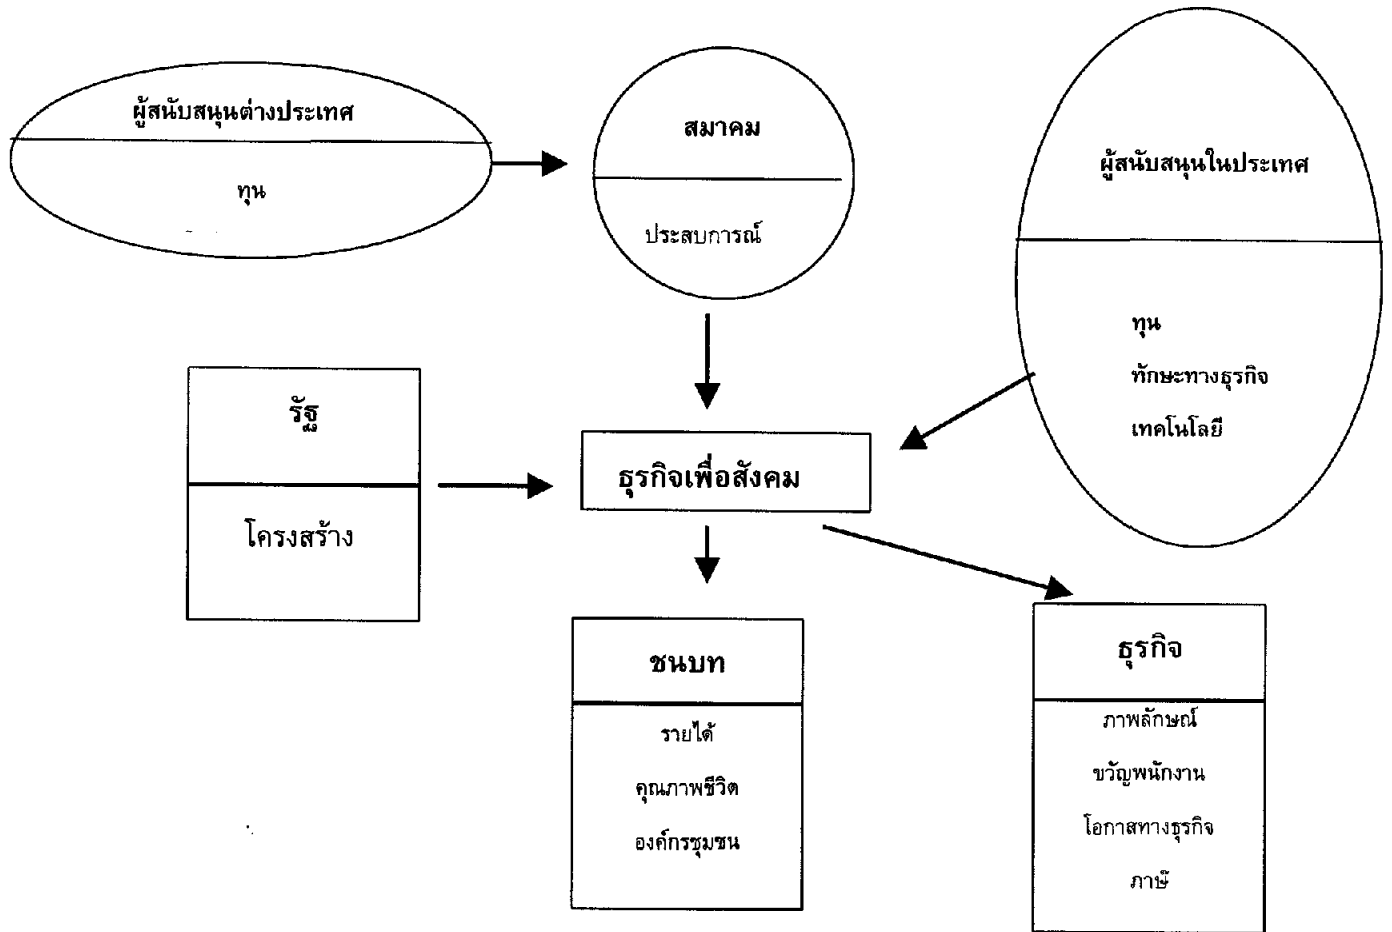 ผู้สนับสนุนต่างประเทศ
ทุน
สมาคม
ประสบการณ์
ผู้สนับสนุนในประเทศ
ทุน
ทักษะทางธุรกิจ
เทคโนโลยี
รัฐ
โครงสร้าง
ธุรกิจเพื่อสังคม
ชนบท
รายได้
คุณภาพชีวิต
องค์กรชุมชน
ธุรกิจ
ภาพลักษณ์
ขวัญพนักงาน
โอกาสทางธุรกิจ
ภาษี